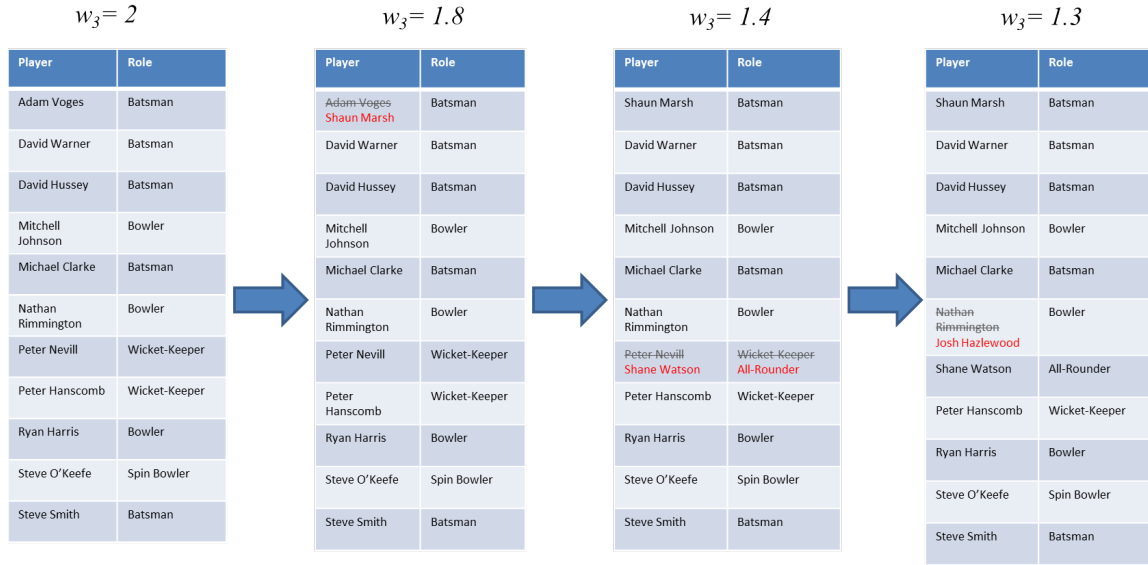 w3= 2
Player Role
Adam Voges Batsman
David Warner Batsman
David Hussey Batsman
Mitchell Bowler
Johnson
Michael Clarke Batsman
Nathan Bowler
Rimmington
Peter Nevill Wicket-Keeper
Peter Hanscomb Wicket-Keeper
Ryan Harris Bowler
Steve O'Keefe Spin Bowler
Steve Smith Batsman
w3= 1.8
Player Role
Adam Voges Batsman
Shaun Marsh
David Warner Batsman
David Hussey Batsman
Mitchell Bowler
Johnson
Michael Clarke Batsman
Nathan Bowler
Rimmington
Peter Nevill Wicket-Keeper
Peter Wicket-Keeper
Hanscomb
Ryan Harris Bowler
Steve O'Keefe Spin Bowler
Steve Smith Batsman
w3= 1.4
Player Role
Shaun Marsh Batsman
David Warner Batsman
David Hussey Batsman
Mitchell Johnson Bowler
Michael Clarke Batsman
Nathan Bowler
Rimmington
Peter Nevill Wicket-Keeper
Shane Watson All-Rounder
Peter Hanscomb Wicket-Keeper
Ryan Harris Bowler
Steve O'Keefe Spin Bowler
Steve Smith Batsman
w3= 1.3
Player Role
Shaun Marsh Batsman
David Warner Batsman
David Hussey Batsman
Mitchell Johnson Bowler
Michael Clarke Batsman
Nathan Bowler
Rimmington
Josh Hazlewood
Shane Watson All-Rounder
Peter Hanscomb Wicket-Keeper
Ryan Harris Bowler
Steve O'Keefe Spin Bowler
Steve Smith Batsman